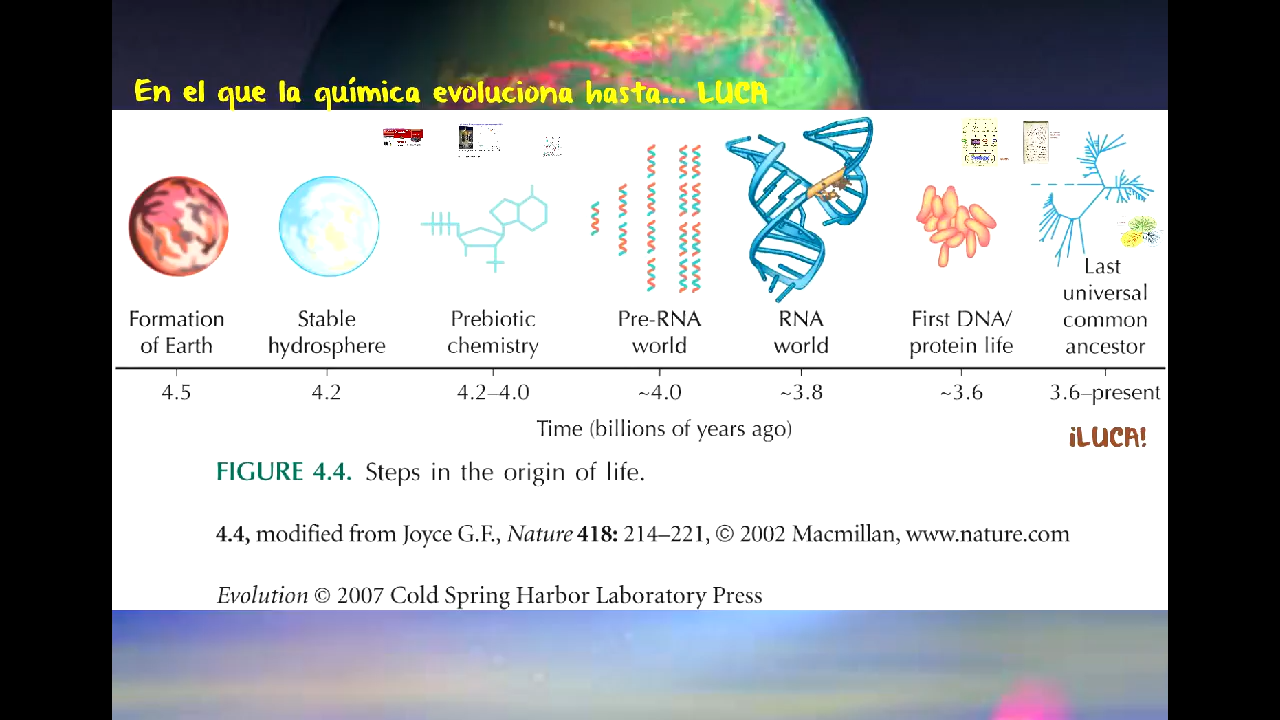 En el que la química evoluciona hasta... LUCA
Formation
of Earth
Stable
hydrosphere
Prebiotic
chemistry
Pre-RNA
world
RNA
world
First DNA/
protein life
Last
universal
common
ancestor
4.5
4.2
4.2–4.0
~4.0
~3.8
~3.6
3.6–present
Time (billions of years ago)
¡LUCA!
FIGURE 4.4. Steps in the origin of life.
4.4, modified from Joyce G.F., Nature 418: 214–221, © 2002 Macmillan, www.nature.com
Evolution © 2007 Cold Spring Harbor Laboratory Press